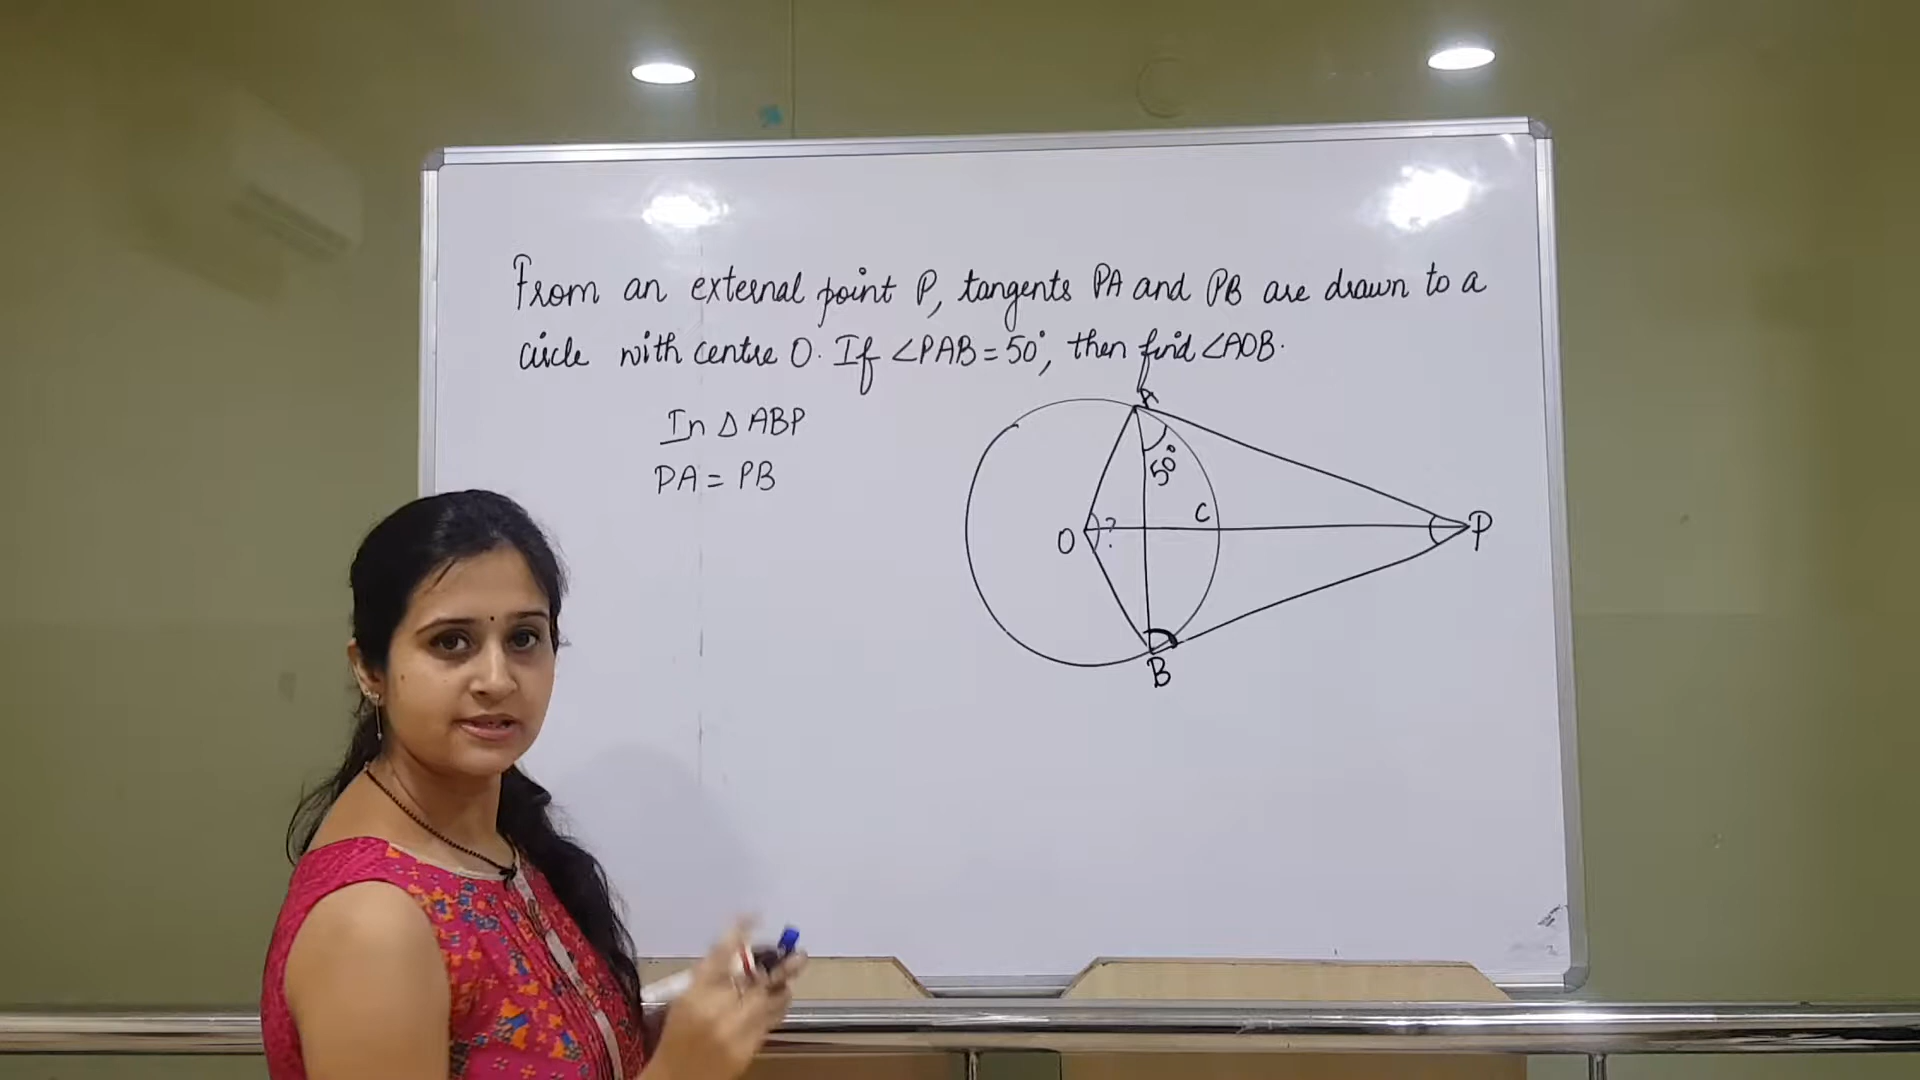 From an external point P, tangents PA and PB are drawn to a
circle with centre O. If ∠PAB = 50°, then find ∠AOB.
In Δ ABP
PA = PB
A
50°
C
O
?
P
B